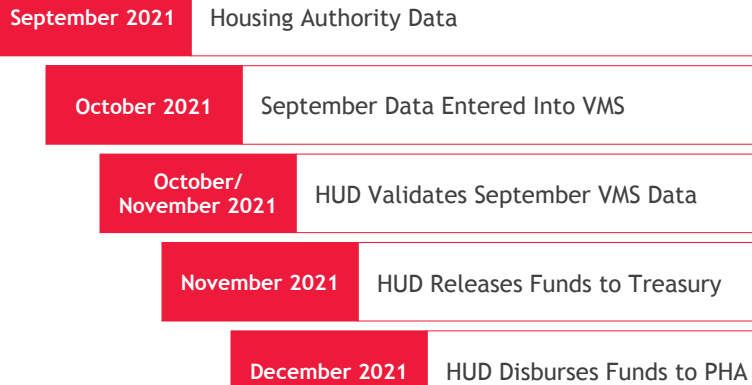 September 2021 Housing Authority Data
October 2021 September Data Entered Into VMS
October/
November 2021 HUD Validates September VMS Data
November 2021 HUD Releases Funds to Treasury
December 2021 HUD Disburses Funds to PHA